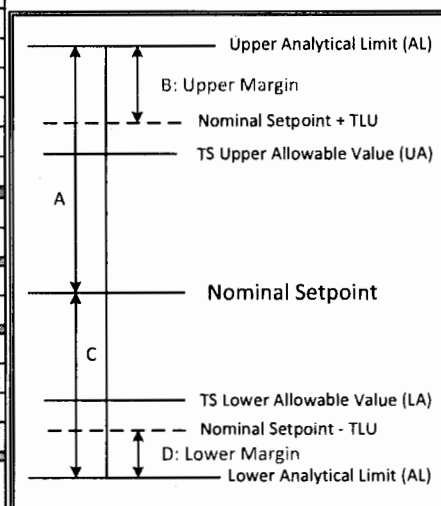 Upper Analytical Limit (AL)
B: Upper Margin
Nominal Setpoint + TLU
TS Upper Allowable Value (UA)
A
Nominal Setpoint
C
TS Lower Allowable Value (LA)
Nominal Setpoint - TLU
D: Lower Margin
Lower Analytical Limit (AL)